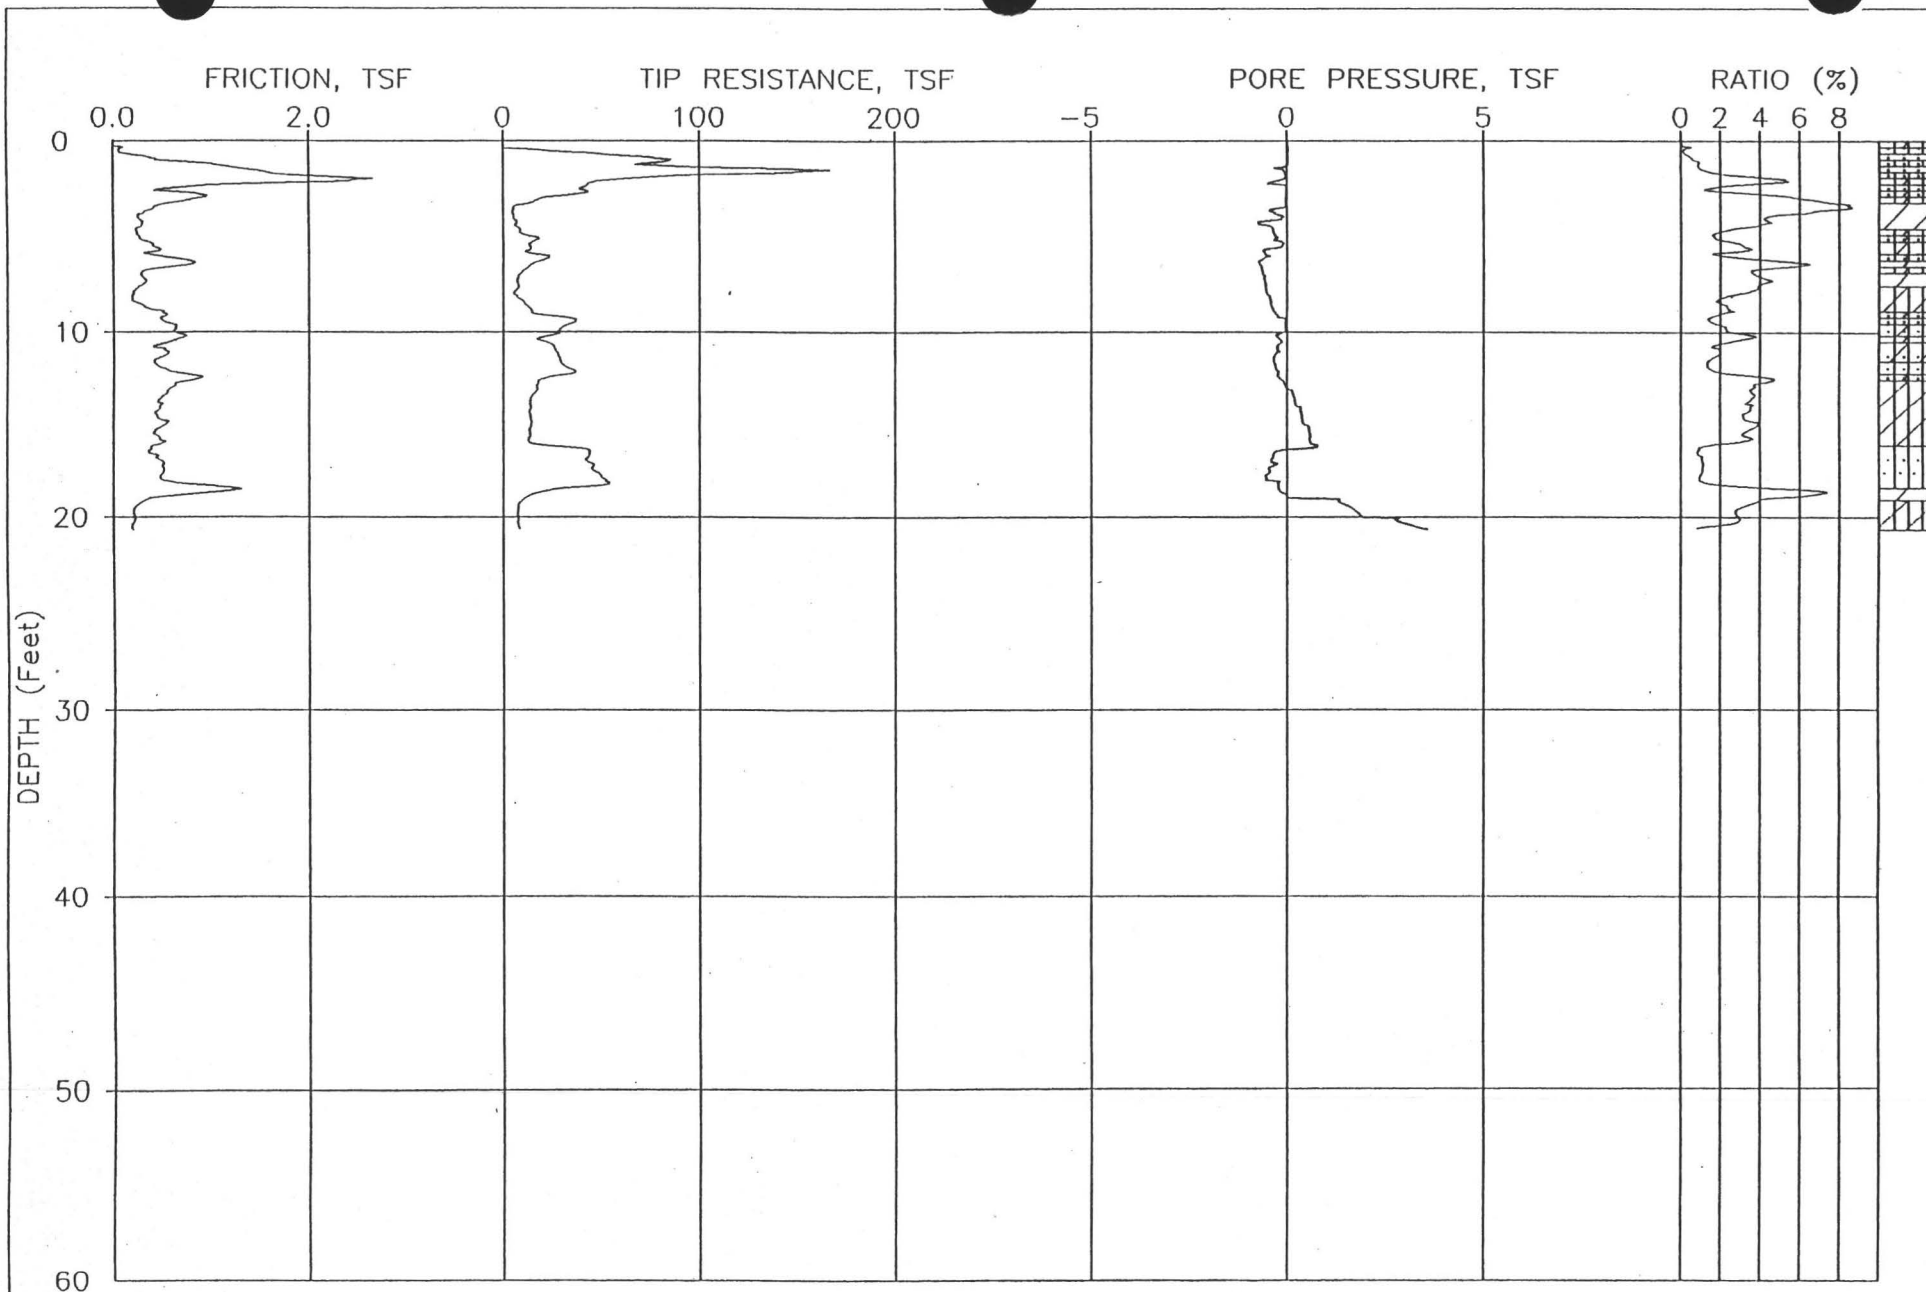 FRICTION, TSF TIP RESISTANCE, TSF PORE PRESSURE, TSF RATIO (%)
0.0 2.0 0 100 200 -5 0 5 0 2 4 6 8
0
10
20
DEPTH (Feet)
30
40
50
60